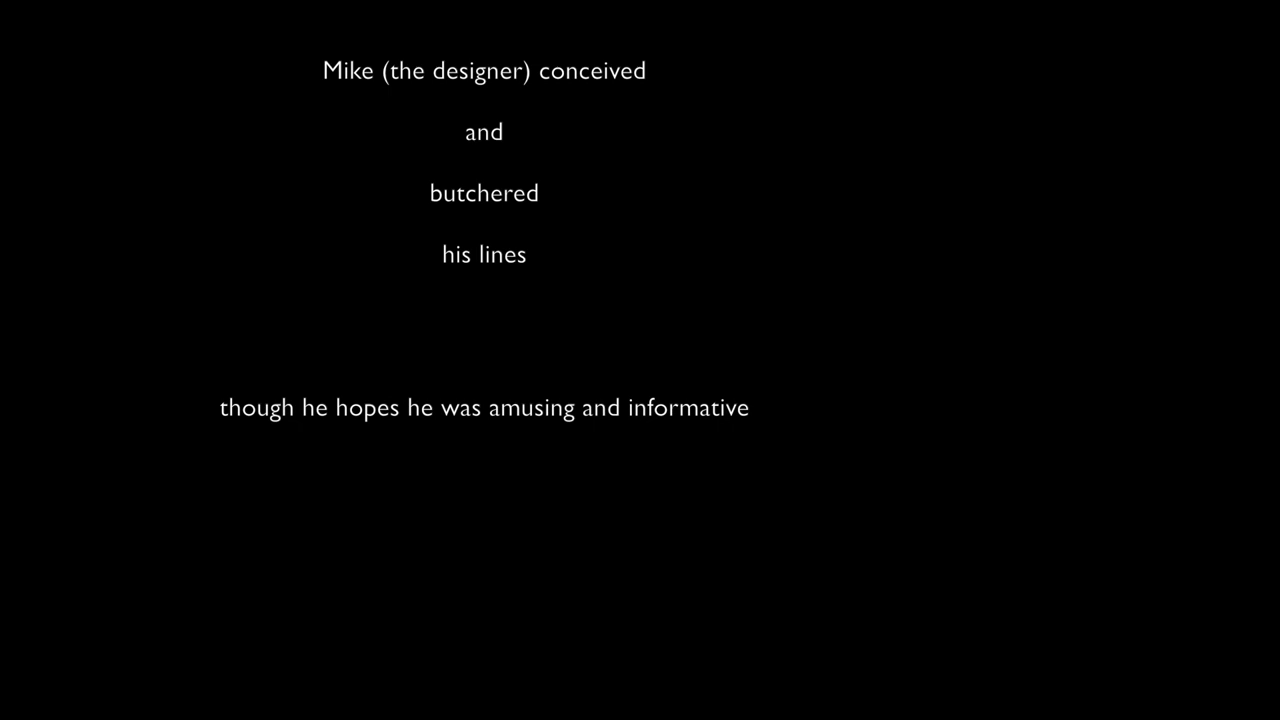 Mike (the designer) conceived
and
butchered
his lines
though he hopes he was amusing and informative